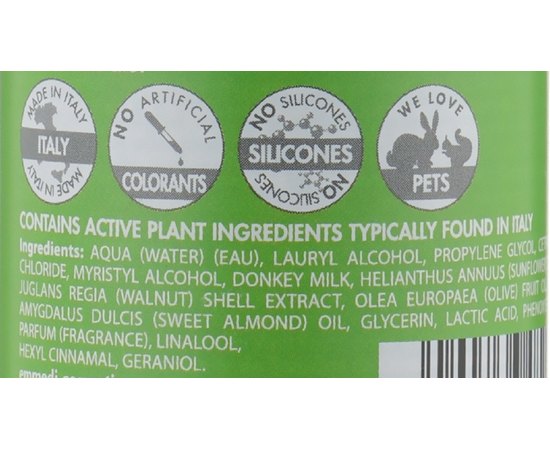 MADE IN ITALY
ITALY
MADE IN ITALY
NO ARTIFICIAL
COLORANTS
NO SILICONES
SILICONES
NO SILICONES
WE LOVE
PETS
CONTAINS ACTIVE PLANT INGREDIENTS TYPICALLY FOUND IN ITALY
Ingredients: AQUA (WATER) (EAU), LAURYL ALCOHOL, PROPYLENE GLYCOL,
CHLORIDE, MYRISTYL ALCOHOL, DONKEY MILK, HELIANTHUS ANNUUS (SUNFLOWER
JUGLANS REGIA (WALNUT) SHELL EXTRACT, OLEA EUROPAEA (OLIVE) FRUIT
AMYGDALUS DULCIS (SWEET ALMOND) OIL, GLYCERIN, LACTIC ACID,
PARFUM (FRAGRANCE), LINALOOL,
HEXYL CINNAMAL, GERANIOL.